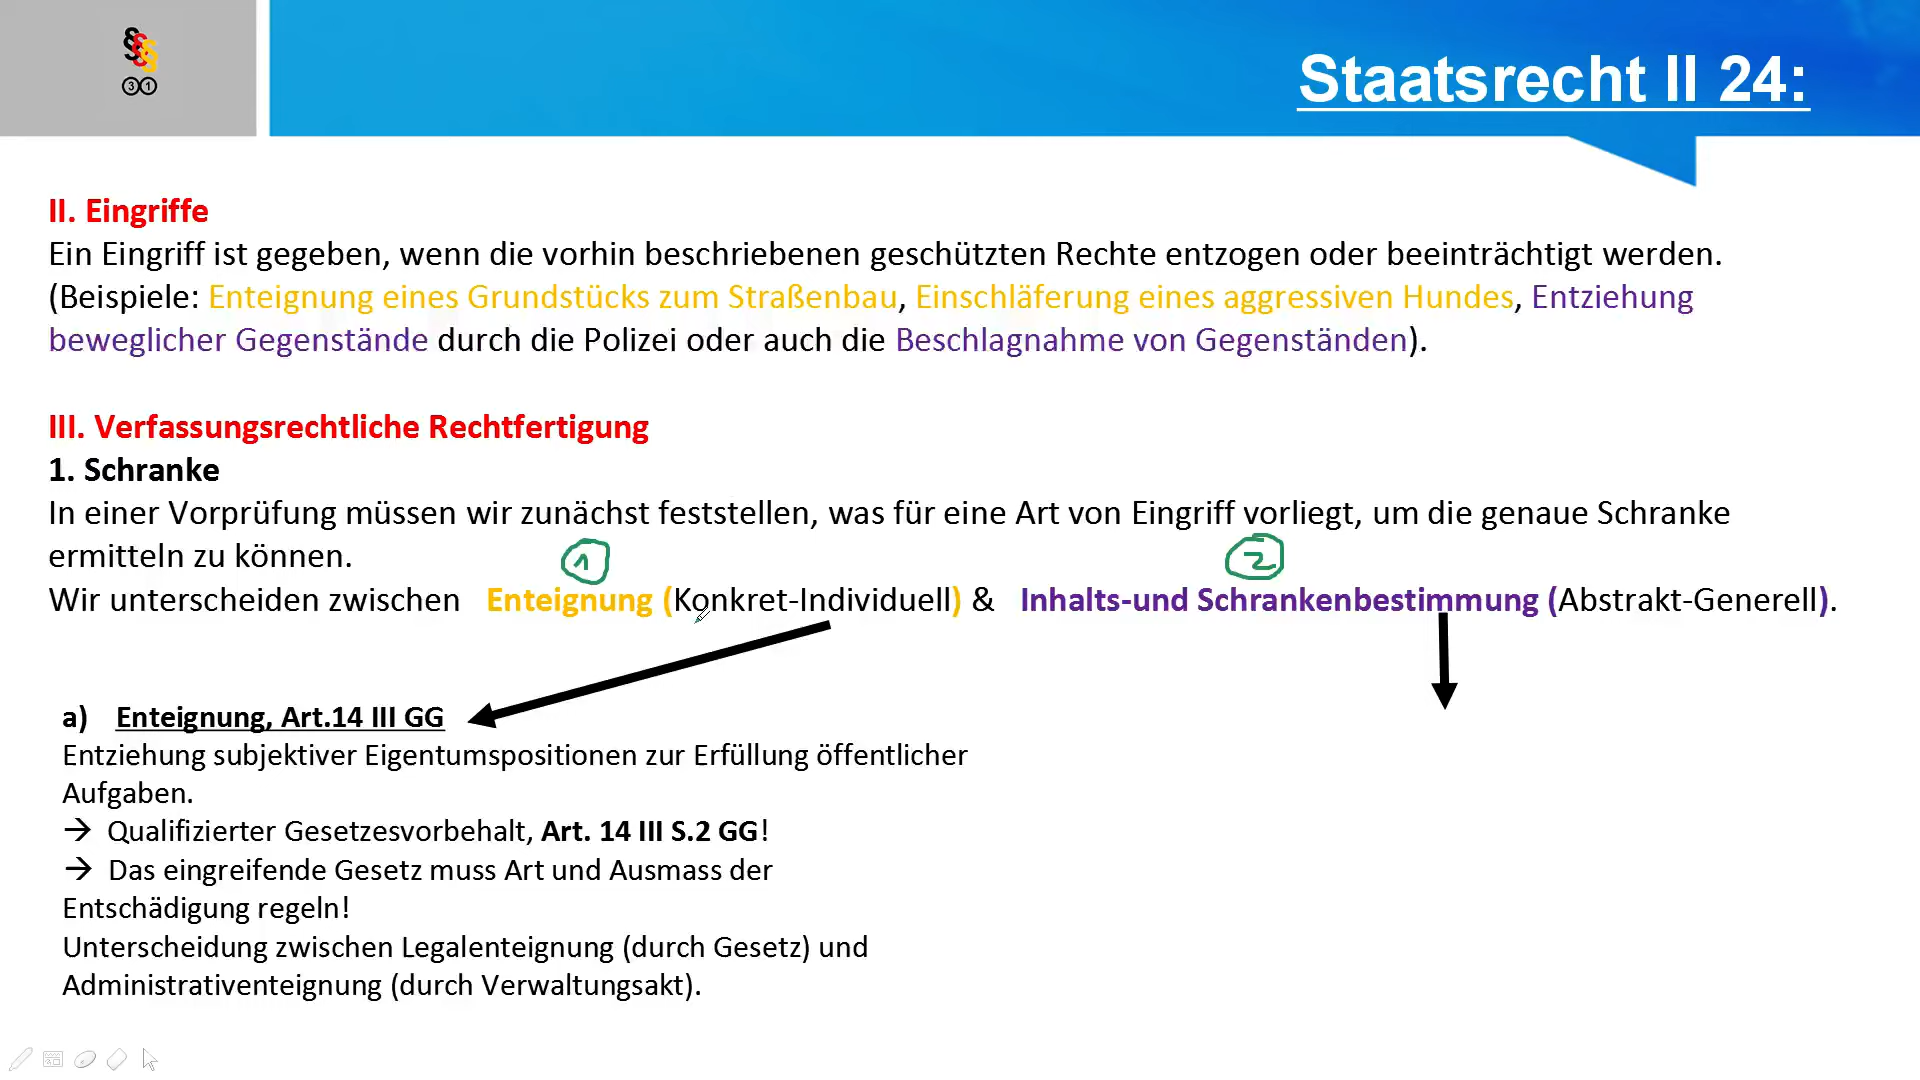 §§§
31
Staatsrecht II 24:
II. Eingriffe
Ein Eingriff ist gegeben, wenn die vorhin beschriebenen geschützten Rechte entzogen oder beeinträchtigt werden.
(Beispiele: Enteignung eines Grundstücks zum Straßenbau, Einschläferung eines aggressiven Hundes, Entziehung
beweglicher Gegenstände durch die Polizei oder auch die Beschlagnahme von Gegenständen).
III. Verfassungsrechtliche Rechtfertigung
1. Schranke
In einer Vorprüfung müssen wir zunächst feststellen, was für eine Art von Eingriff vorliegt, um die genaue Schranke
ermitteln zu können.
1 2
Wir unterscheiden zwischen Enteignung (Konkret-Individuell) & Inhalts-und Schrankenbestimmung (Abstrakt-Generell).
a) Enteignung, Art.14 III GG
Entziehung subjektiver Eigentumspositionen zur Erfüllung öffentlicher
Aufgaben.
→ Qualifizierter Gesetzesvorbehalt, Art. 14 III S.2 GG!
→ Das eingreifende Gesetz muss Art und Ausmass der
Entschädigung regeln!
Unterscheidung zwischen Legalenteignung (durch Gesetz) und
Administrativenteignung (durch Verwaltungsakt).